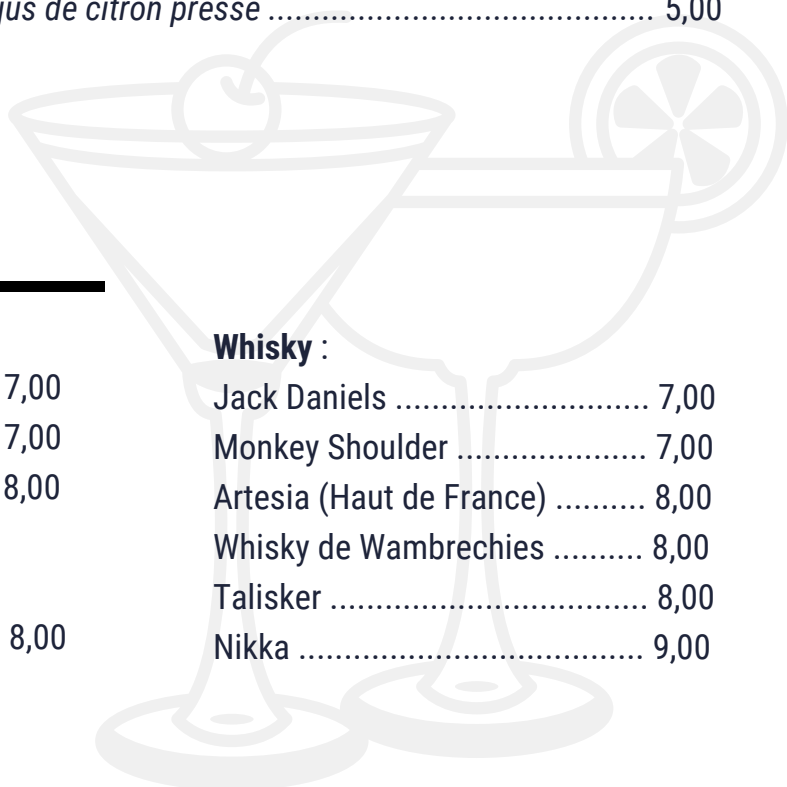 jus de citron presse ........................................... 5,00
7,00
7,00
8,00
8,00
Whisky :
Jack Daniels ............................ 7,00
Monkey Shoulder ..................... 7,00
Artesia (Haut de France) .......... 8,00
Whisky de Wambrechies .......... 8,00
Talisker ................................... 8,00
Nikka ...................................... 9,00